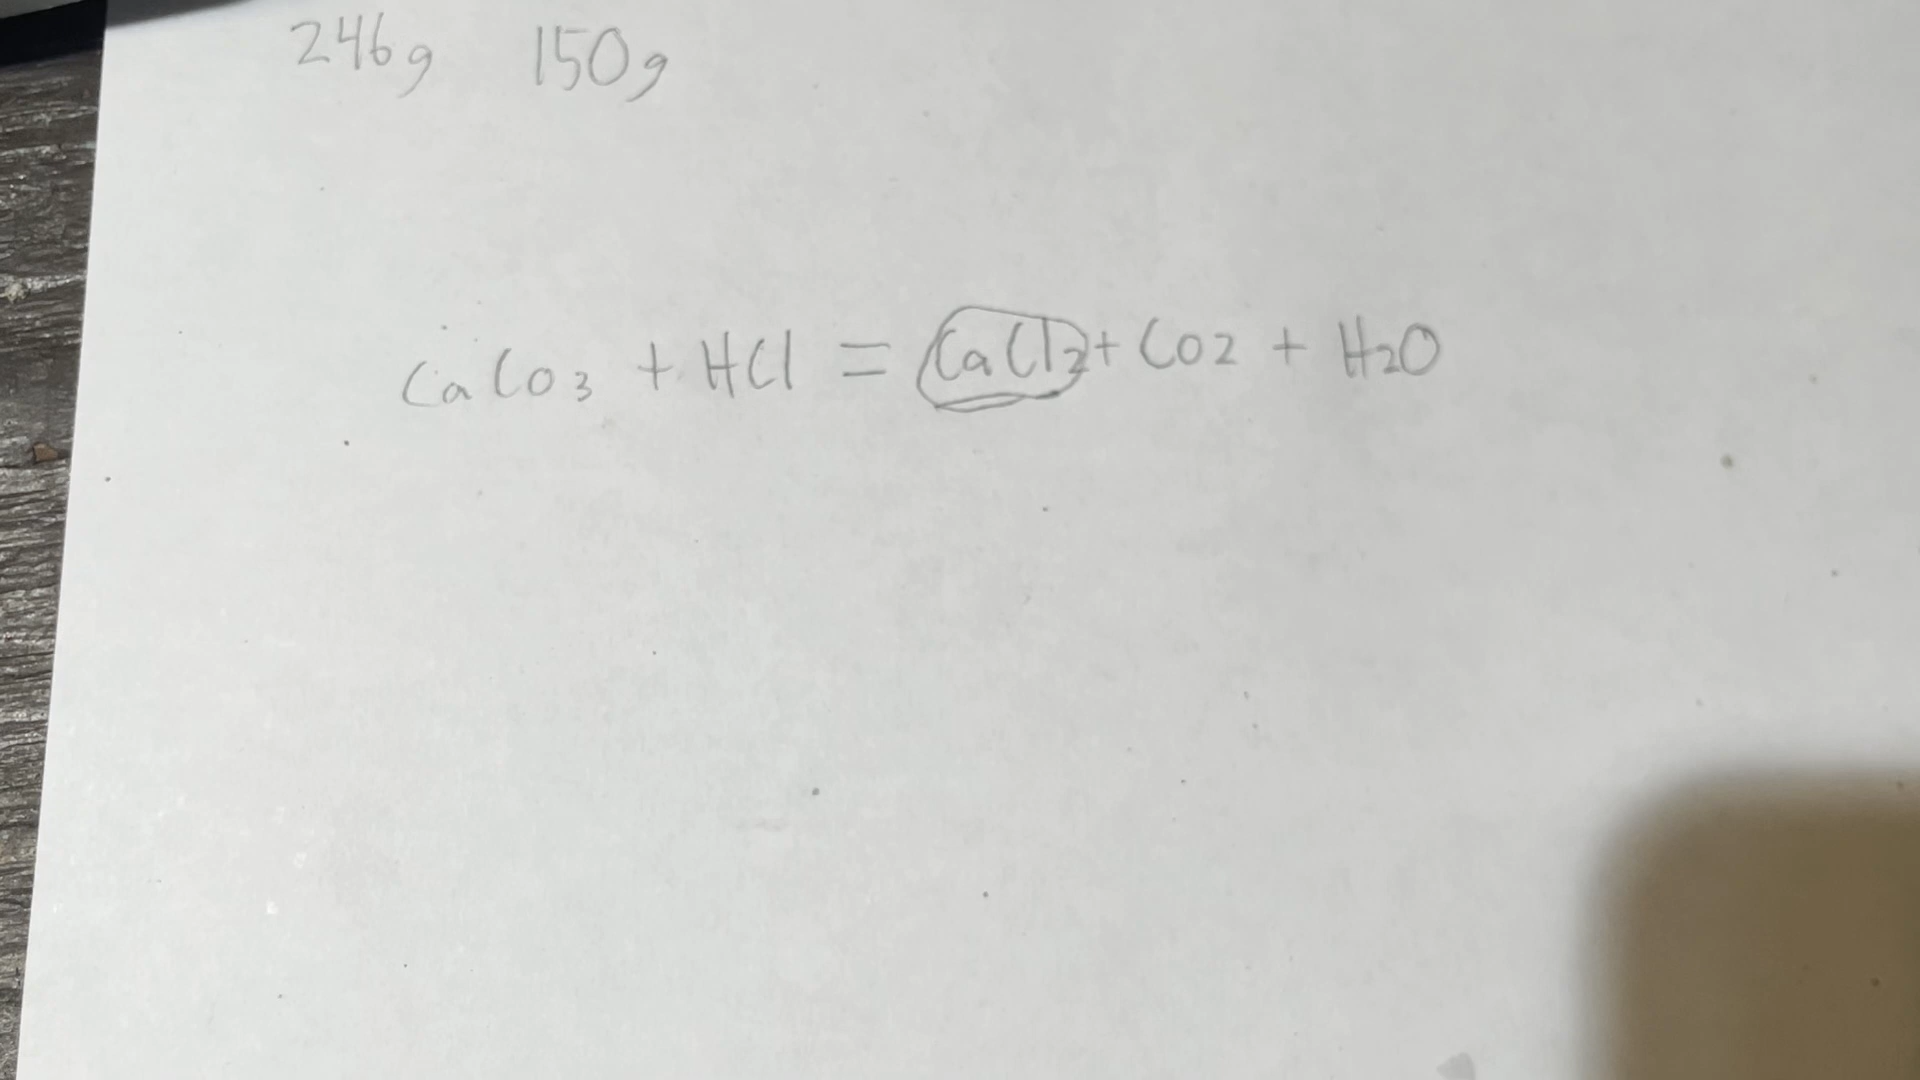 246g 150g
CaCo3 + HCl = CaCl2 + Co2 + H2O